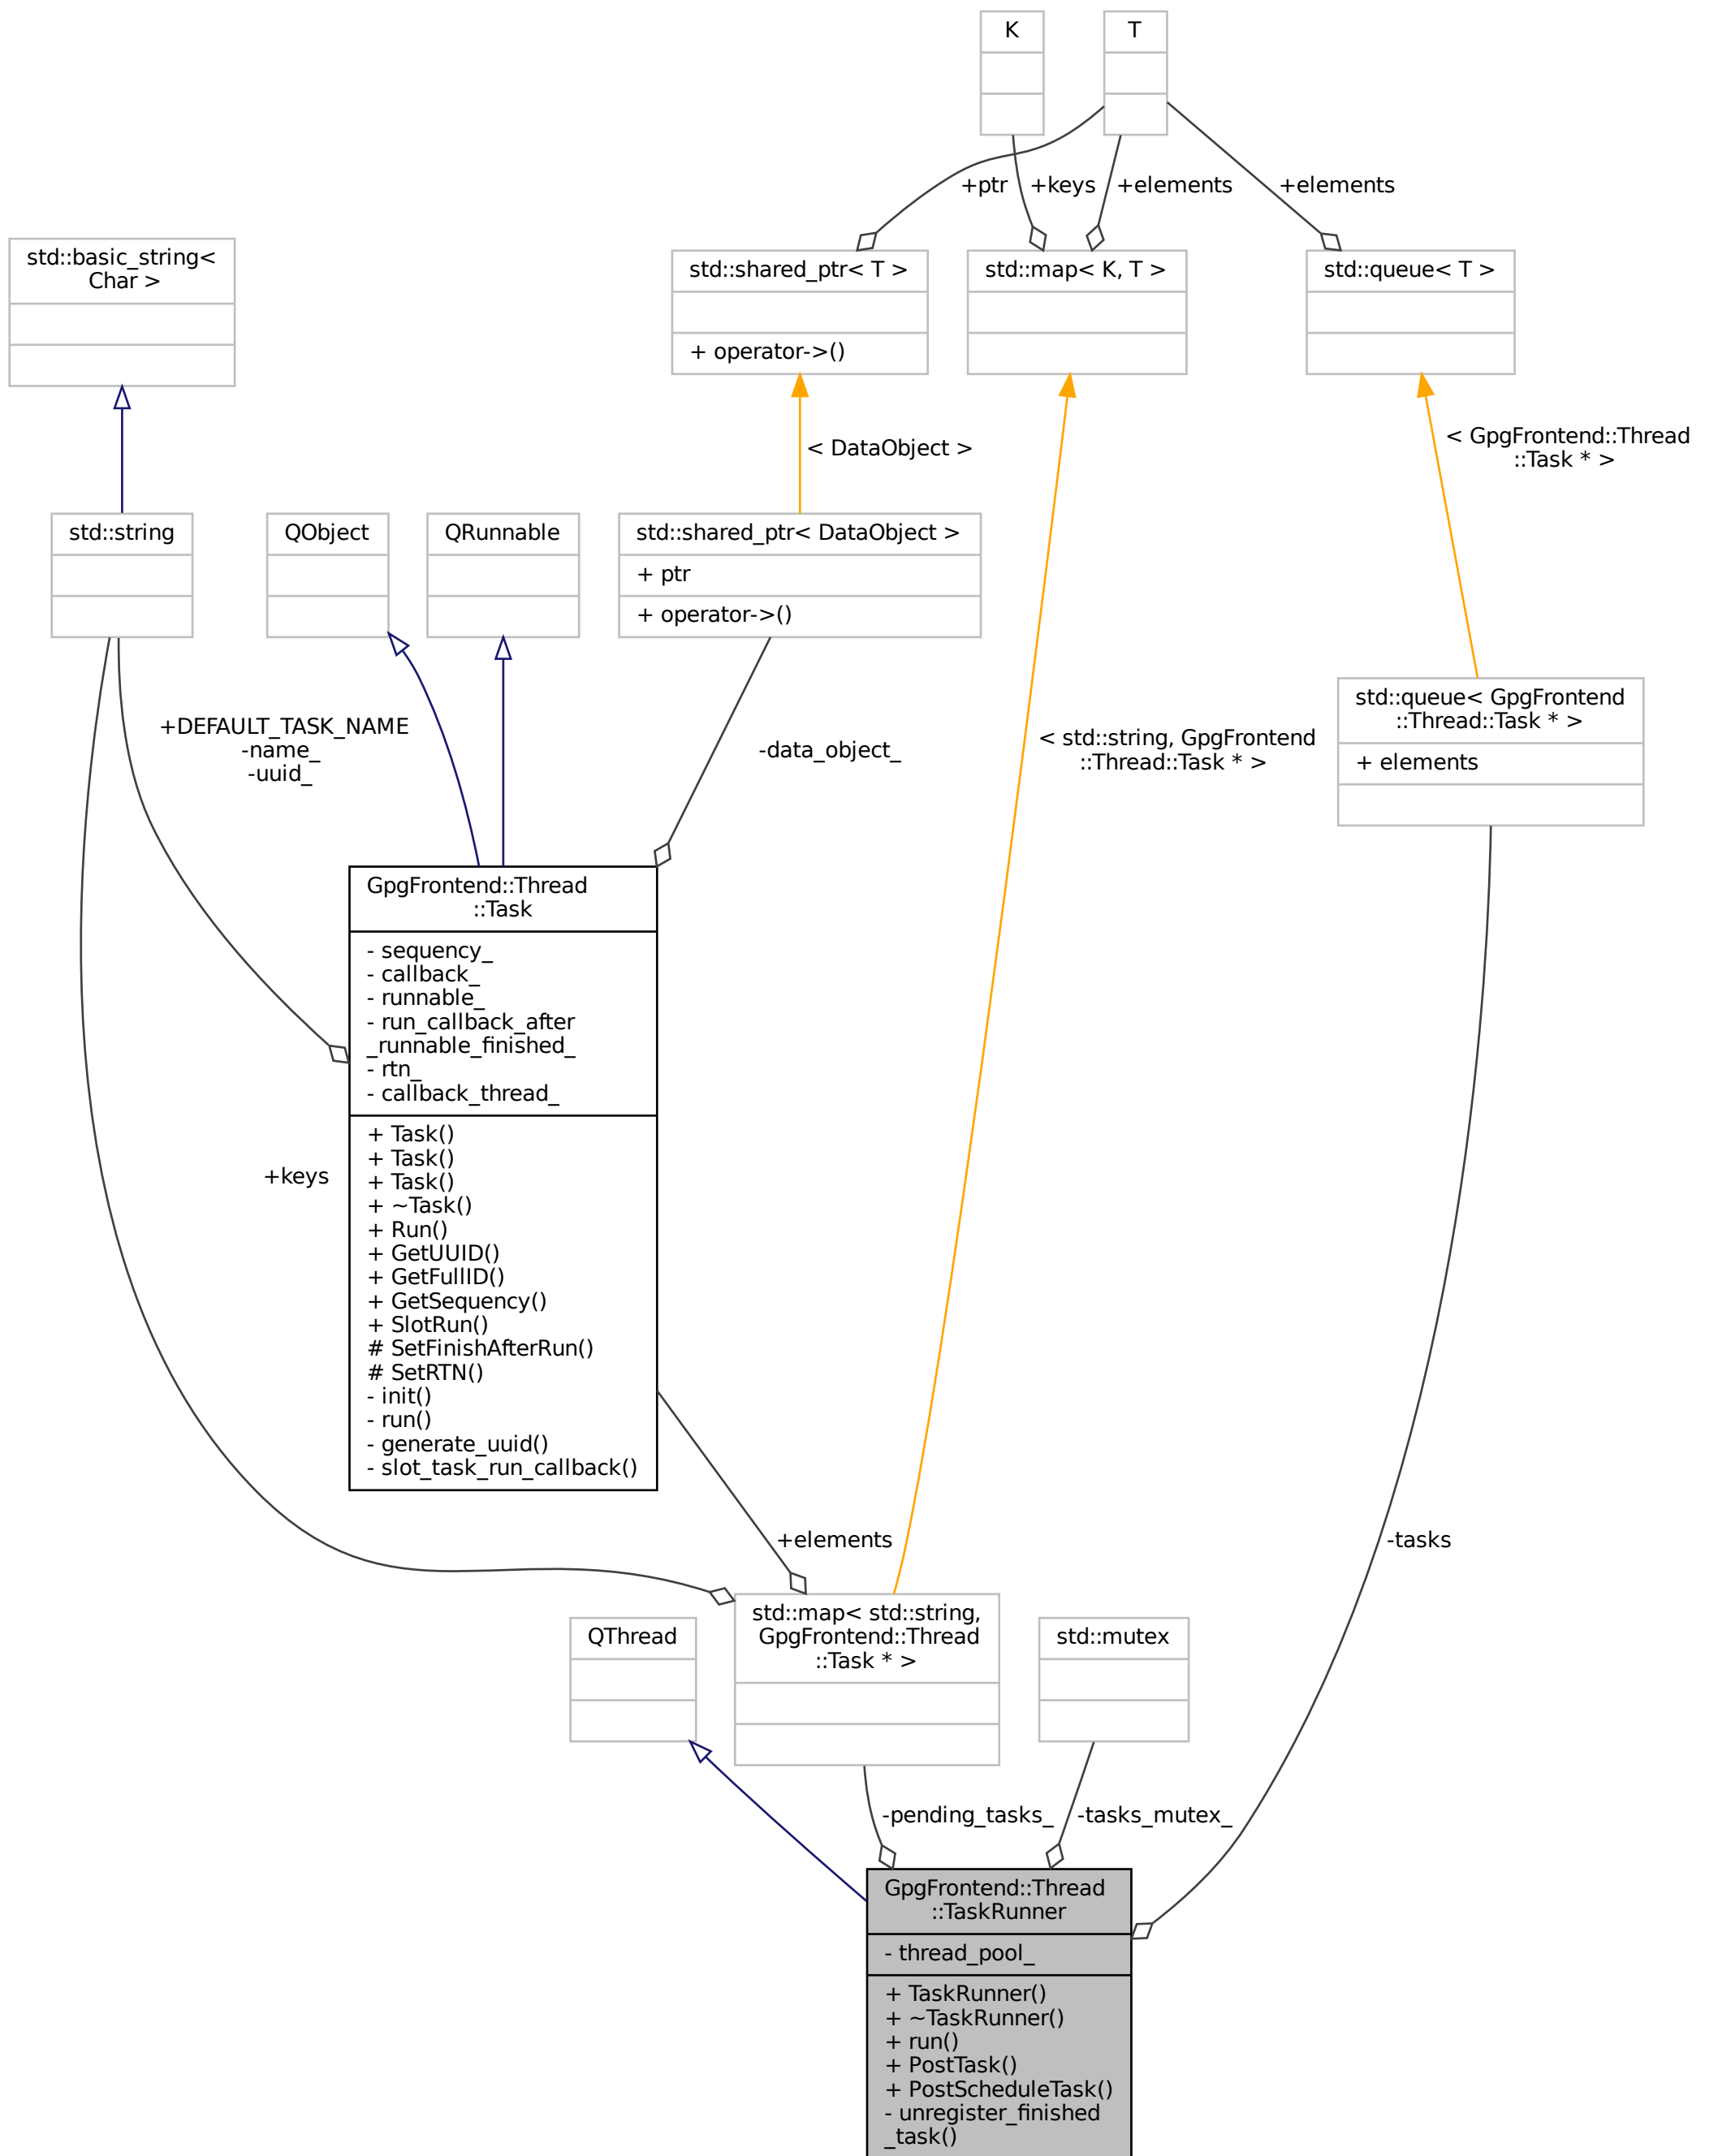 K
T
+ptr
+keys
+elements
+elements
std::basic_string<
Char >
std::shared_ptr< T >
+ operator->()
std::map< K, T >
std::queue< T >
< DataObject >
< GpgFrontend::Thread
::Task * >
std::string
QObject
QRunnable
std::shared_ptr< DataObject >
+ ptr
+ operator->()
std::queue< GpgFrontend
::Thread::Task * >
+ elements
+DEFAULT_TASK_NAME
-name_
-uuid_
-data_object_
< std::string, GpgFrontend
::Thread::Task * >
GpgFrontend::Thread
::Task
- sequency_
- callback_
- runnable_
- run_callback_after
_runnable_finished_
- rtn_
- callback_thread_
+ Task()
+ Task()
+ Task()
+ ~Task()
+ Run()
+ GetUUID()
+ GetFullID()
+ GetSequency()
+ SlotRun()
# SetFinishAfterRun()
# SetRTN()
- init()
- run()
- generate_uuid()
- slot_task_run_callback()
+keys
+elements
-tasks
QThread
std::map< std::string,
GpgFrontend::Thread
::Task * >
std::mutex
-pending_tasks_
-tasks_mutex_
GpgFrontend::Thread
::TaskRunner
- thread_pool_
+ TaskRunner()
+ ~TaskRunner()
+ run()
+ PostTask()
+ PostScheduleTask()
- unregister_finished
_task()